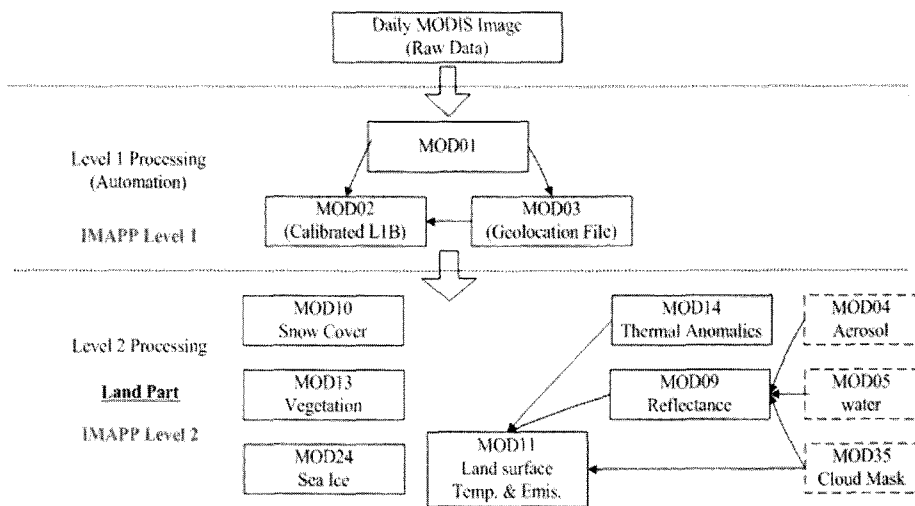 Daily MODIS Image
(Raw Data)
MOD01
Level 1 Processing
(Automation)
MOD02
(Calibrated L1B)
MOD03
(Geolocation File)
IMAPP Level 1
MOD10
Snow Cover
MOD14
Thermal Anomalies
MOD04
Aerosol
Level 2 Processing
Land Part
IMAPP Level 2
MOD13
Vegetation
MOD09
Reflectance
MOD05
water
MOD24
Sea Ice
MOD11
Land surface
Temp. & Emis.
MOD35
Cloud Mask